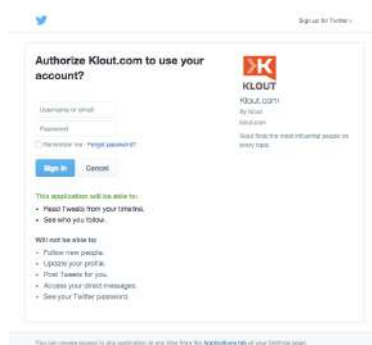 Sign up for Twitter ›
Authorize Klout.com to use your
account?
KLOUT
Klout.com
By Klout
klout.com
Klout finds the most influential people on
every topic.
Username or email
Password
Remember me · Forgot password?
Sign In
Cancel
This application will be able to:
• Read Tweets from your timeline.
• See who you follow.
Will not be able to:
• Follow new people.
• Update your profile.
• Post Tweets for you.
• Access your direct messages.
• See your Twitter password.
You can revoke access to any application at any time from the Applications tab of your Settings page.